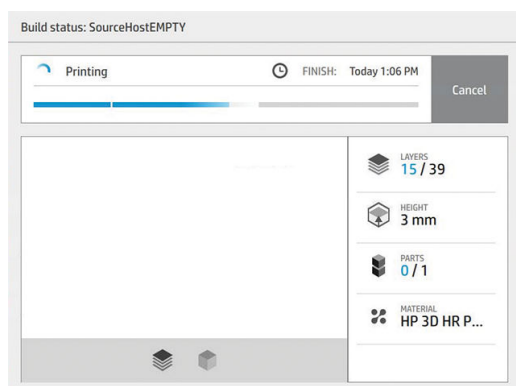 Build status: SourceHostEMPTY
Printing
FINISH: Today 1:06 PM
Cancel
LAYERS
15 / 39
HEIGHT
3 mm
PARTS
0 / 1
MATERIAL
HP 3D HR P...